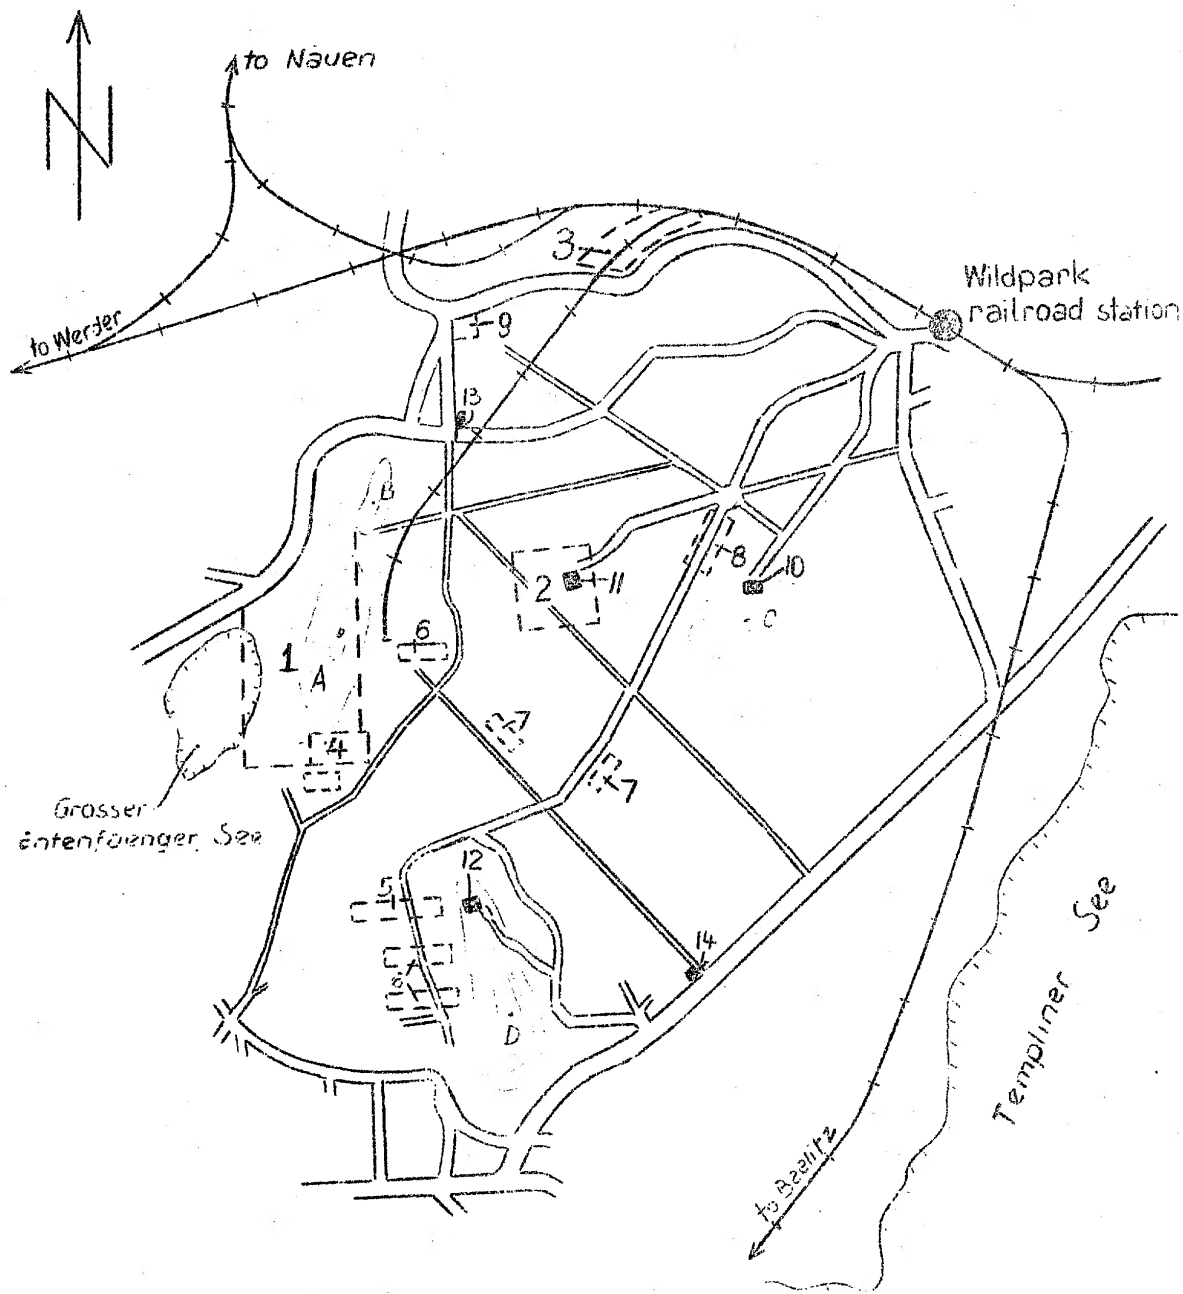 N
to Nauen
3
Wildpark
railroad station
to Werder
9
13
B
8
2
11
10
C
6
1
A
7
4
7
Grosser
Entenfaenger See
12
5
See
14
8
D
Templiner
to Beelitz